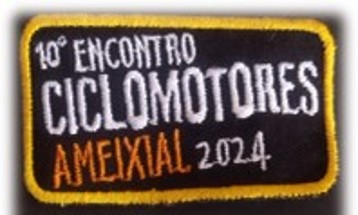 10º ENCONTRO
CICLOMOTORES
AMEIXIAL 2024